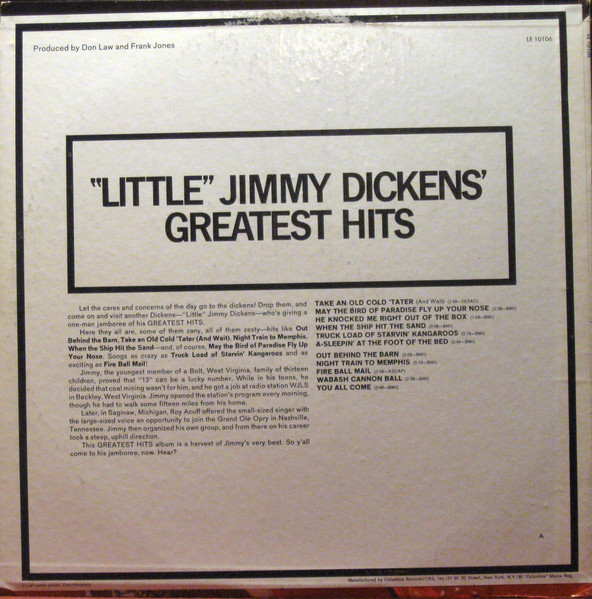 Produced by Don Law and Frank Jones
LE 10106
"LITTLE" JIMMY DICKENS'
GREATEST HITS
Let the cares and concerns of the day go to the dickens! Drop them, and
come on and visit another Dickens—"Little" Jimmy Dickens—who's giving a
one-man jamboree of his GREATEST HITS.
Here they all are, some of them zany, all of them zesty—hits like Out
Behind the Barn, Take an Old Cold 'Tater (And Wait), Night Train to Memphis,
When the Ship Hit the Sand—and, of course, May the Bird of Paradise Fly Up
Your Nose. Songs as crazy as Truck Load of Starvin' Kangaroos and as
exciting as Fire Ball Mail!
Jimmy, the youngest member of a Bolt, West Virginia, family of thirteen
children, proved that "13" can be a lucky number. While in his teens, he
decided that coal mining wasn't for him, and he got a job at radio station WJLS
in Beckley, West Virginia. Jimmy opened the station's program every morning,
though he had to walk some fifteen miles from his home.
Later, in Saginaw, Michigan, Roy Acuff offered the small-sized singer with
the large-sized voice an opportunity to join the Grand Ole Opry in Nashville,
Tennessee. Jimmy then organized his own group, and from there on his career
took a steep, uphill direction.
This GREATEST HITS album is a harvest of Jimmy's very best. So y'all
come to his jamboree, now. Hear?
TAKE AN OLD COLD 'TATER (And Wait)
MAY THE BIRD OF PARADISE FLY UP YOUR NOSE
HE KNOCKED ME RIGHT OUT OF THE BOX
WHEN THE SHIP HIT THE SAND
TRUCK LOAD OF STARVIN' KANGAROOS
A-SLEEPIN' AT THE FOOT OF THE BED
OUT BEHIND THE BARN
NIGHT TRAIN TO MEMPHIS
FIRE BALL MAIL
WABASH CANNON BALL
YOU ALL COME
A
Manufactured by Columbia Records/CBS, Inc./51 W. 52 Street, New York, N.Y./® "Columbia" Marca Reg.